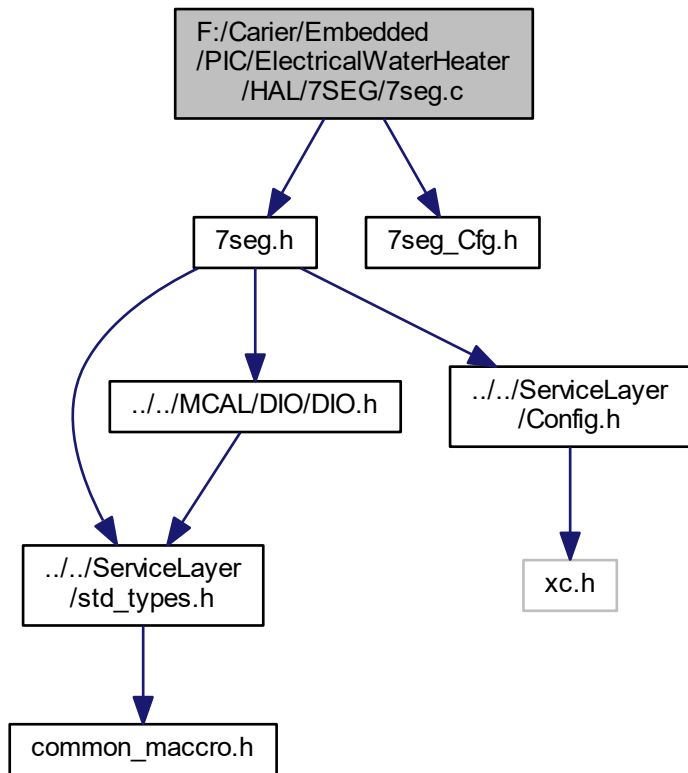 F:/Carier/Embedded
/PIC/ElectricalWaterHeater
/HAL/7SEG/7seg.c
7seg.h
7seg_Cfg.h
../../MCAL/DIO/DIO.h
../../ServiceLayer
/Config.h
../../ServiceLayer
/std_types.h
xc.h
common_maccro.h